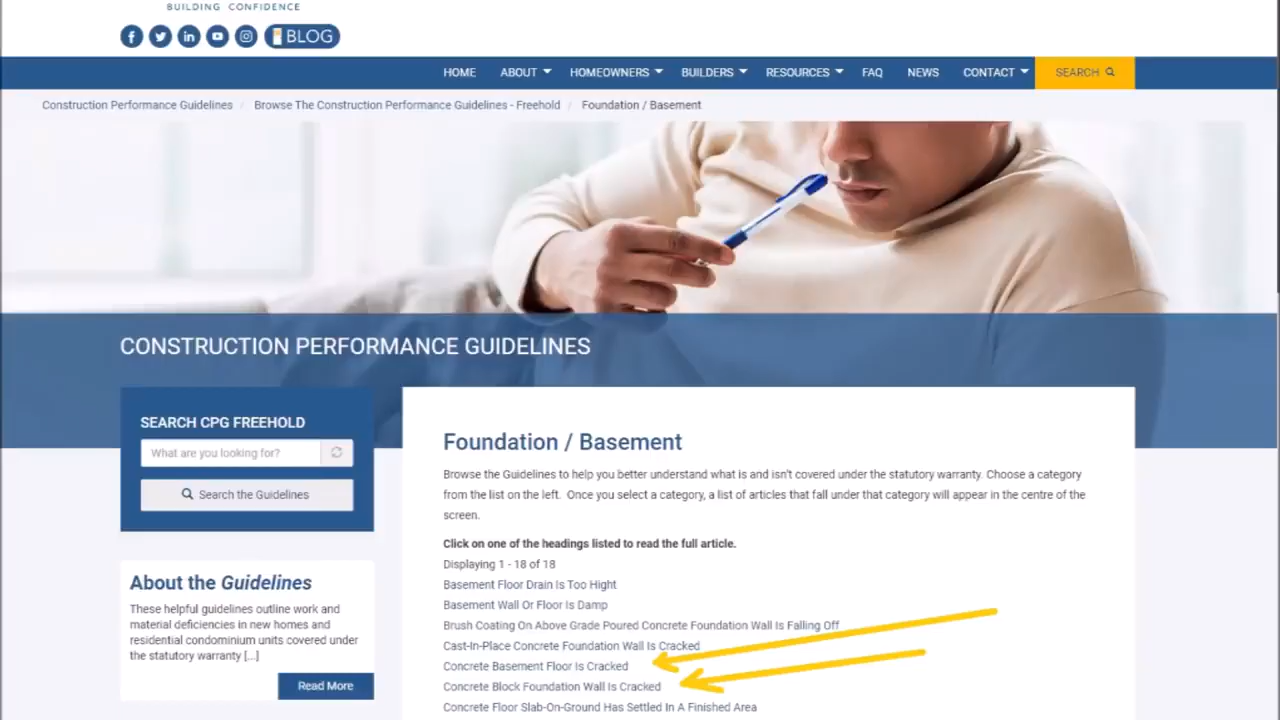 BUILDING CONFIDENCE
BLOG
HOME ABOUT HOMEOWNERS BUILDERS RESOURCES FAQ NEWS CONTACT SEARCH
Construction Performance Guidelines / Browse The Construction Performance Guidelines - Freehold / Foundation / Basement
CONSTRUCTION PERFORMANCE GUIDELINES
SEARCH CPG FREEHOLD
What are you looking for?
Search the Guidelines
About the Guidelines
These helpful guidelines outline work and
material deficiencies in new homes and
residential condominium units covered under
the statutory warranty [...]
Read More
Foundation / Basement
Browse the Guidelines to help you better understand what is and isn't covered under the statutory warranty. Choose a category
from the list on the left. Once you select a category, a list of articles that fall under that category will appear in the centre of the
screen.
Click on one of the headings listed to read the full article.
Displaying 1 - 18 of 18
Basement Floor Drain Is Too Hight
Basement Wall Or Floor Is Damp
Brush Coating On Above Grade Poured Concrete Foundation Wall Is Falling Off
Cast-In-Place Concrete Foundation Wall Is Cracked
Concrete Basement Floor Is Cracked
Concrete Block Foundation Wall Is Cracked
Concrete Floor Slab-On-Ground Has Settled In A Finished Area